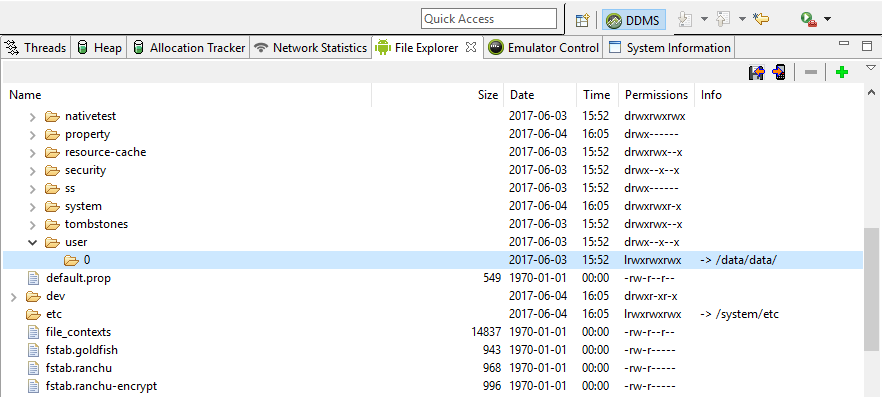 Quick Access
DDMS
Threads Heap Allocation Tracker Network Statistics File Explorer Emulator Control System Information
Name Size Date Time Permissions Info
nativetest 2017-06-03 15:52 drwxrwxrwx
property 2017-06-04 16:05 drwx------
resource-cache 2017-06-03 15:52 drwxrwx--x
security 2017-06-03 15:52 drwx--x--x
ss 2017-06-03 15:52 drwx------
system 2017-06-04 16:05 drwxrwxr-x
tombstones 2017-06-03 15:52 drwxrwx--x
user 2017-06-03 15:52 drwx--x--x
0 2017-06-03 15:52 lrwxrwxrwx -> /data/data/
default.prop 549 1970-01-01 00:00 -rw-r--r--
dev 2017-06-04 16:05 drwxr-xr-x
etc 2017-06-04 16:05 lrwxrwxrwx -> /system/etc
file_contexts 14837 1970-01-01 00:00 -rw-r--r--
fstab.goldfish 943 1970-01-01 00:00 -rw-r-----
fstab.ranchu 968 1970-01-01 00:00 -rw-r-----
fstab.ranchu-encrypt 996 1970-01-01 00:00 -rw-r-----